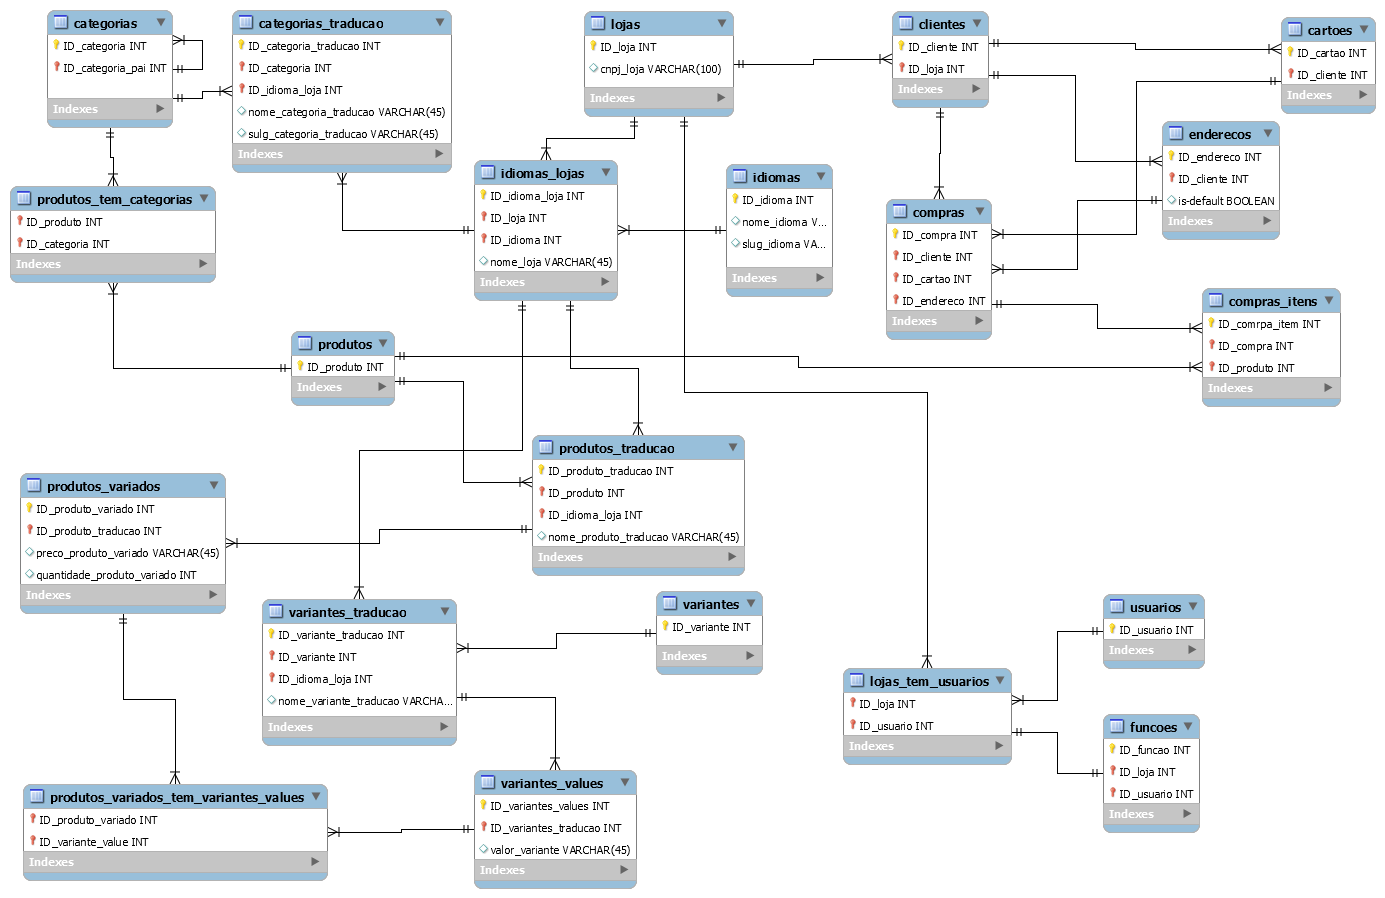 categorias
ID_categoria INT
ID_categoria_pai INT
Indexes
categorias_traducao
ID_categoria_traducao INT
ID_categoria INT
ID_idioma_loja INT
nome_categoria_traducao VARCHAR(45)
sulg_categoria_traducao VARCHAR(45)
Indexes
lojas
ID_loja INT
cnpj_loja VARCHAR(100)
Indexes
clientes
ID_cliente INT
ID_loja INT
Indexes
cartoes
ID_cartao INT
ID_cliente INT
Indexes
enderecos
ID_endereco INT
ID_cliente INT
is-default BOOLEAN
Indexes
produtos_tem_categorias
ID_produto INT
ID_categoria INT
Indexes
idiomas_lojas
ID_idioma_loja INT
ID_loja INT
ID_idioma INT
nome_loja VARCHAR(45)
Indexes
idiomas
ID_idioma INT
nome_idioma V...
slug_idioma VA...
Indexes
compras
ID_compra INT
ID_cliente INT
ID_cartao INT
ID_endereco INT
Indexes
compras_itens
ID_comrpa_item INT
ID_compra INT
ID_produto INT
Indexes
produtos
ID_produto INT
Indexes
produtos_traducao
ID_produto_traducao INT
ID_produto INT
ID_idioma_loja INT
nome_produto_traducao VARCHAR(45)
Indexes
produtos_variados
ID_produto_variado INT
ID_produto_traducao INT
preco_produto_variado VARCHAR(45)
quantidade_produto_variado INT
Indexes
variantes_traducao
ID_variante_traducao INT
ID_variante INT
ID_idioma_loja INT
nome_variante_traducao VARCHA...
Indexes
variantes
ID_variante INT
Indexes
usuarios
ID_usuario INT
Indexes
lojas_tem_usuarios
ID_loja INT
ID_usuario INT
Indexes
funcoes
ID_funcao INT
ID_loja INT
ID_usuario INT
Indexes
produtos_variados_tem_variantes_values
ID_produto_variado INT
ID_variante_value INT
Indexes
variantes_values
ID_variantes_values INT
ID_variantes_traducao INT
valor_variante VARCHAR(45)
Indexes